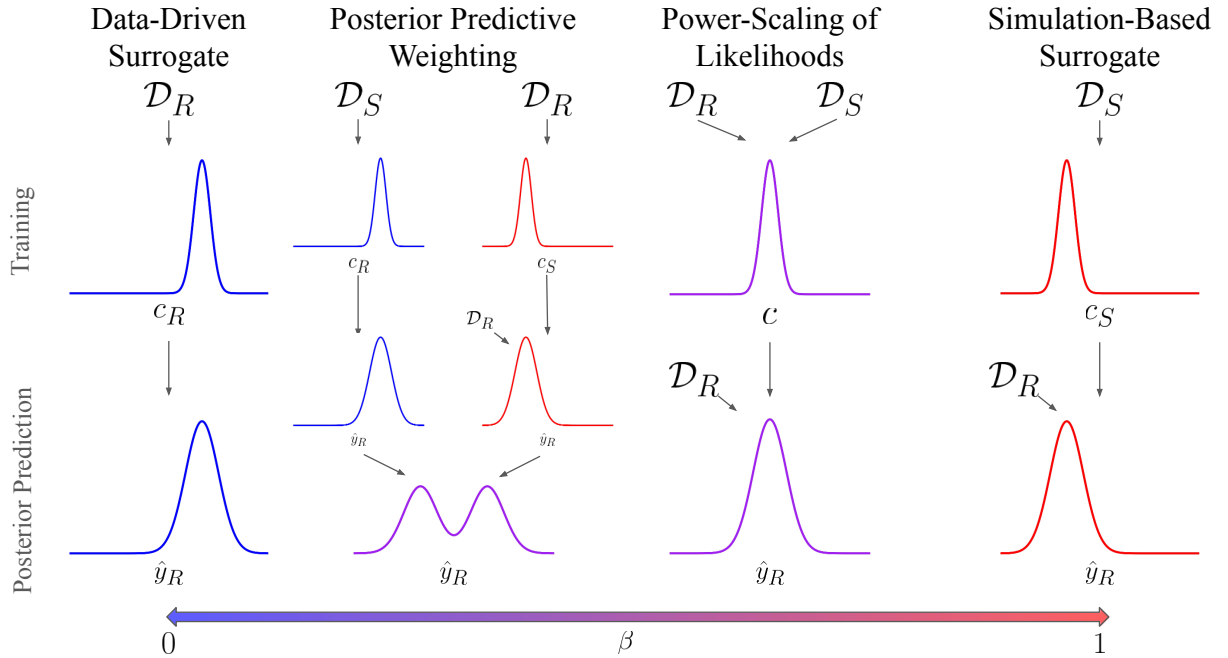 Data-Driven
Surrogate
Posterior Predictive
Weighting
Power-Scaling of
Likelihoods
Simulation-Based
Surrogate
𝒟_R
𝒟_S
𝒟_R
𝒟_R
𝒟_S
𝒟_S
Training
c_R
c_S
c_R
c
c_S
𝒟_R
𝒟_R
𝒟_R
Posterior Prediction
ŷ_R
ŷ_R
ŷ_R
ŷ_R
ŷ_R
ŷ_R
0
β
1